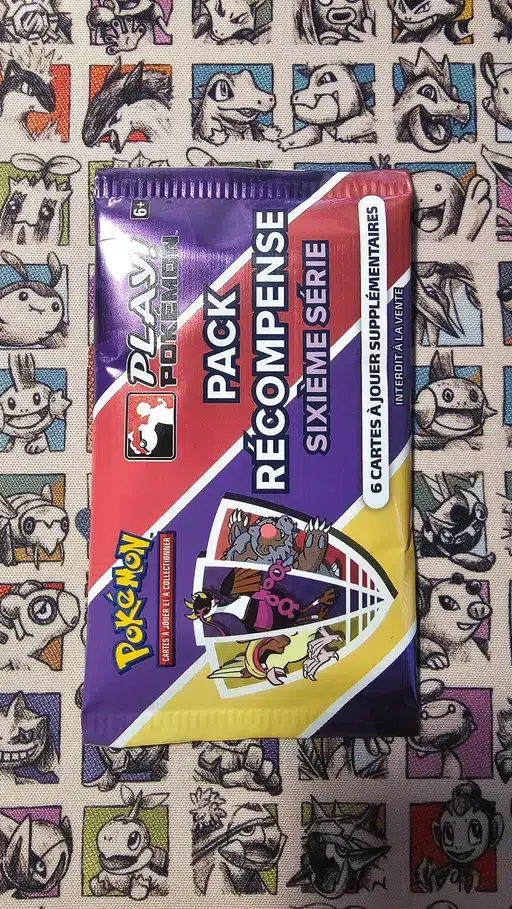 6+
PLAY!
POKÉMON
PACK
RÉCOMPENSE
SIXIÈME SÉRIE
6 CARTES À JOUER SUPPLÉMENTAIRES
INTERDIT À LA VENTE
POKÉMON
CARTES À JOUER ET À COLLECTIONNER